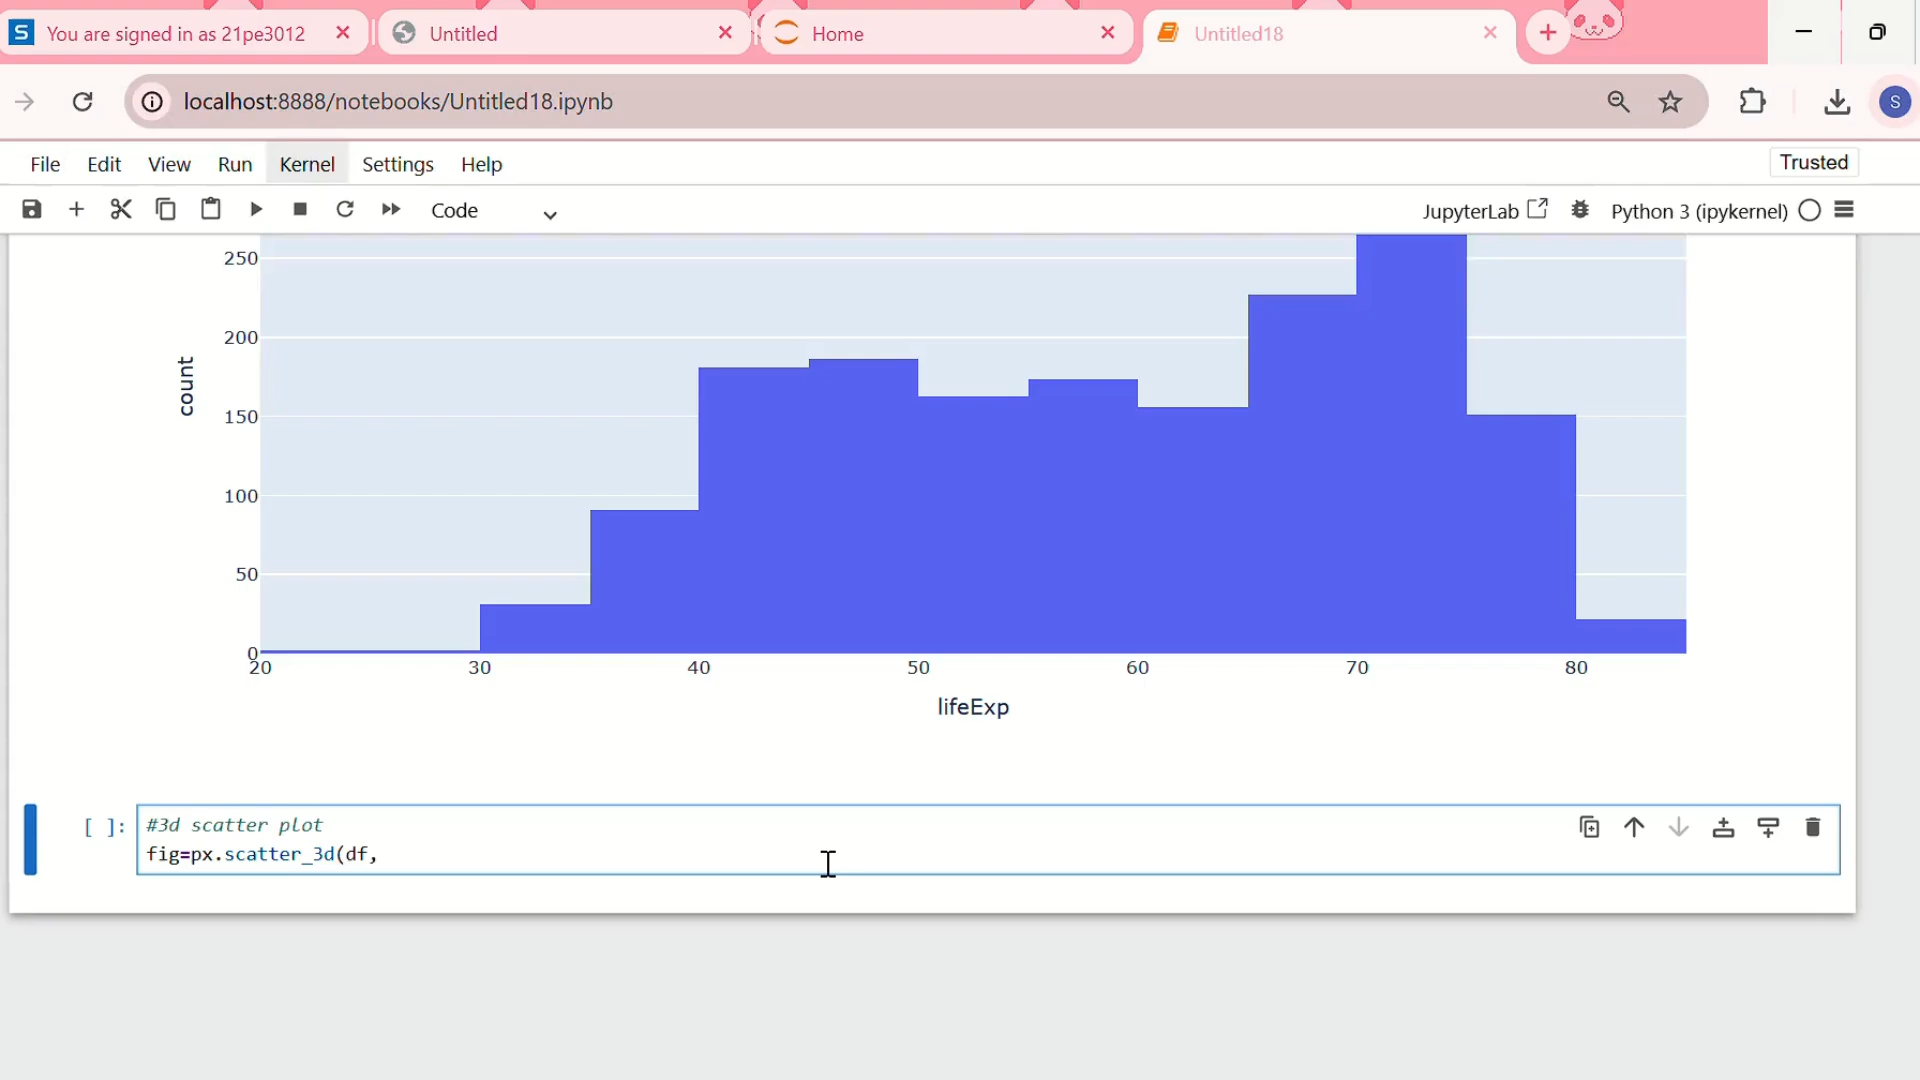 You are signed in as 21pe3012
Untitled
Home
Untitled18
localhost:8888/notebooks/Untitled18.ipynb
S
File Edit View Run Kernel Settings Help
Trusted
Code
JupyterLab
Python 3 (ipykernel)
250
200
150
100
50
0
count
20 30 40 50 60 70 80
lifeExp
[ ]:
#3d scatter plot
fig=px.scatter_3d(df,